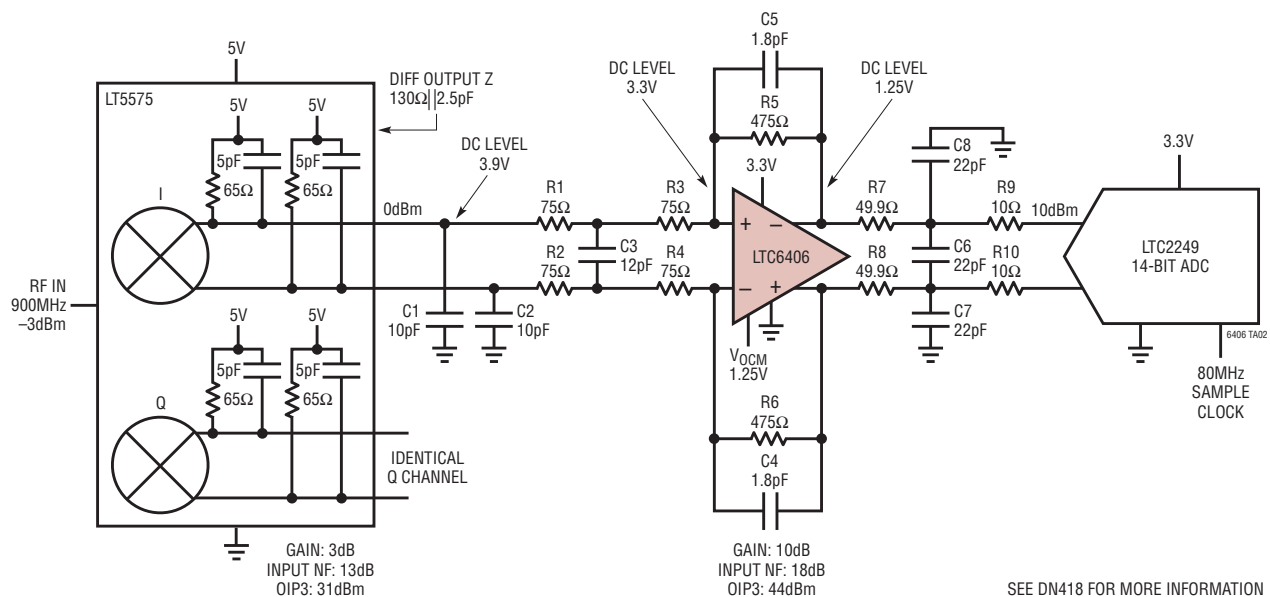 5V
LT5575
DIFF OUTPUT Z
130Ω||2.5pF
5V
5V
5pF
65Ω
5pF
65Ω
I
RF IN
900MHz
–3dBm
5V
5V
5pF
65Ω
5pF
65Ω
Q
IDENTICAL
Q CHANNEL
GAIN: 3dB
INPUT NF: 13dB
OIP3: 31dBm
0dBm
DC LEVEL
3.9V
C1
10pF
C2
10pF
R1
75Ω
R2
75Ω
C3
12pF
R3
75Ω
R4
75Ω
DC LEVEL
3.3V
C5
1.8pF
R5
475Ω
DC LEVEL
1.25V
3.3V
+ –
LTC6406
– +
VOCM
1.25V
R6
475Ω
C4
1.8pF
GAIN: 10dB
INPUT NF: 18dB
OIP3: 44dBm
R7
49.9Ω
R8
49.9Ω
C8
22pF
C6
22pF
C7
22pF
R9
10Ω
R10
10Ω
10dBm
3.3V
LTC2249
14-BIT ADC
6406 TA02
80MHz
SAMPLE
CLOCK
SEE DN418 FOR MORE INFORMATION